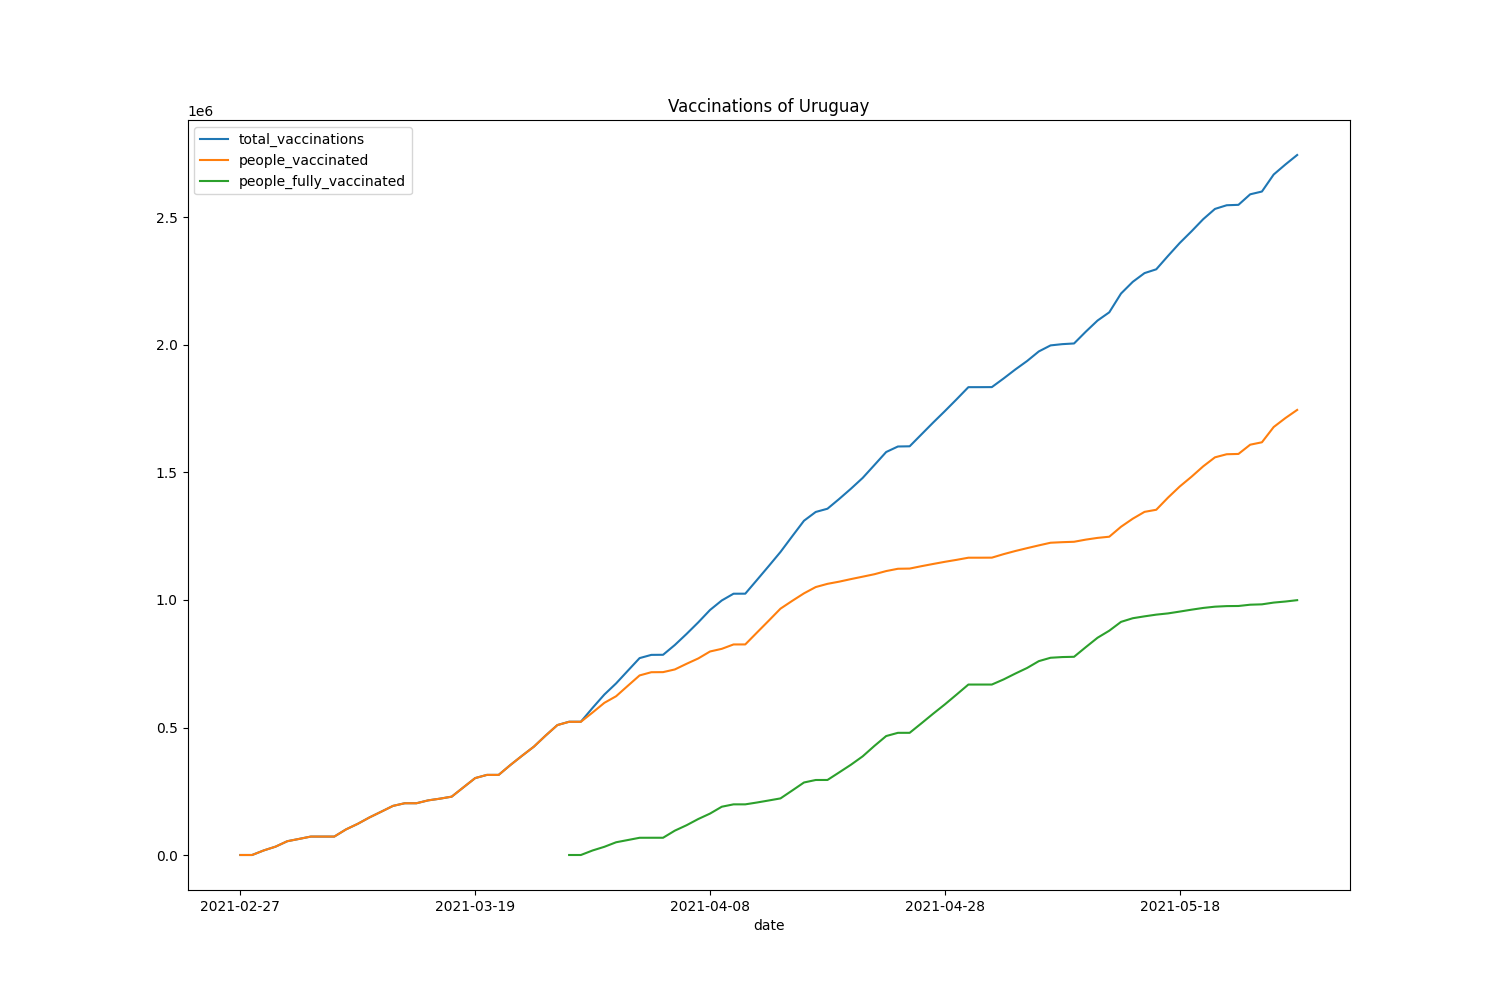 Vaccinations of Uruguay
1e6
total_vaccinations
people_vaccinated
people_fully_vaccinated
2.5
2.0
1.5
1.0
0.5
0.0
2021-02-27 2021-03-19 2021-04-08 2021-04-28 2021-05-18
date